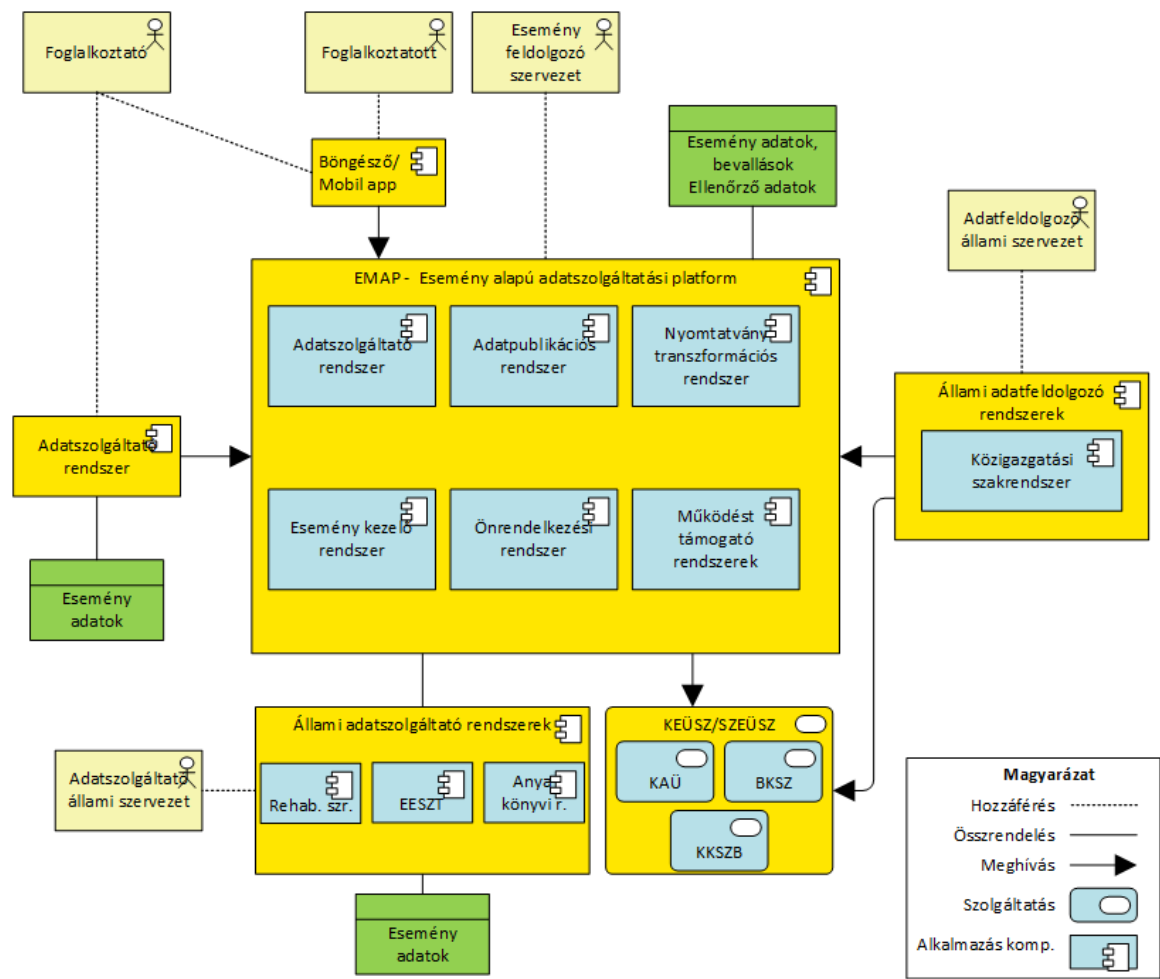 Foglalkoztató
Foglalkoztatott
Esemény
feldolgozó
szervezet
Böngésző/
Mobil app
Esemény adatok,
bevallások
Ellenőrző adatok
Adatfeldolgozó
állami szervezet
EMAP - Esemény alapú adatszolgáltatási platform
Adatszolgáltató
rendszer
Adatpublikációs
rendszer
Nyomtatvány
transzformációs
rendszer
Állami adatfeldolgozó
rendszerek
Közigazgatási
szakrendszer
Adatszolgáltató
rendszer
Esemény kezelő
rendszer
Önrendelkezési
rendszer
Működést
támogató
rendszerek
Esemény
adatok
Állami adatszolgáltató rendszerek
Rehab. szr.
EESZT
Anya
könyvi r.
KEÜSZ/SZEÜSZ
KAÜ
BKSZ
KKSZB
Adatszolgáltató
állami szervezet
Esemény
adatok
Magyarázat
Hozzáférés
Összrendelés
Meghívás
Szolgáltatás
Alkalmazás komp.